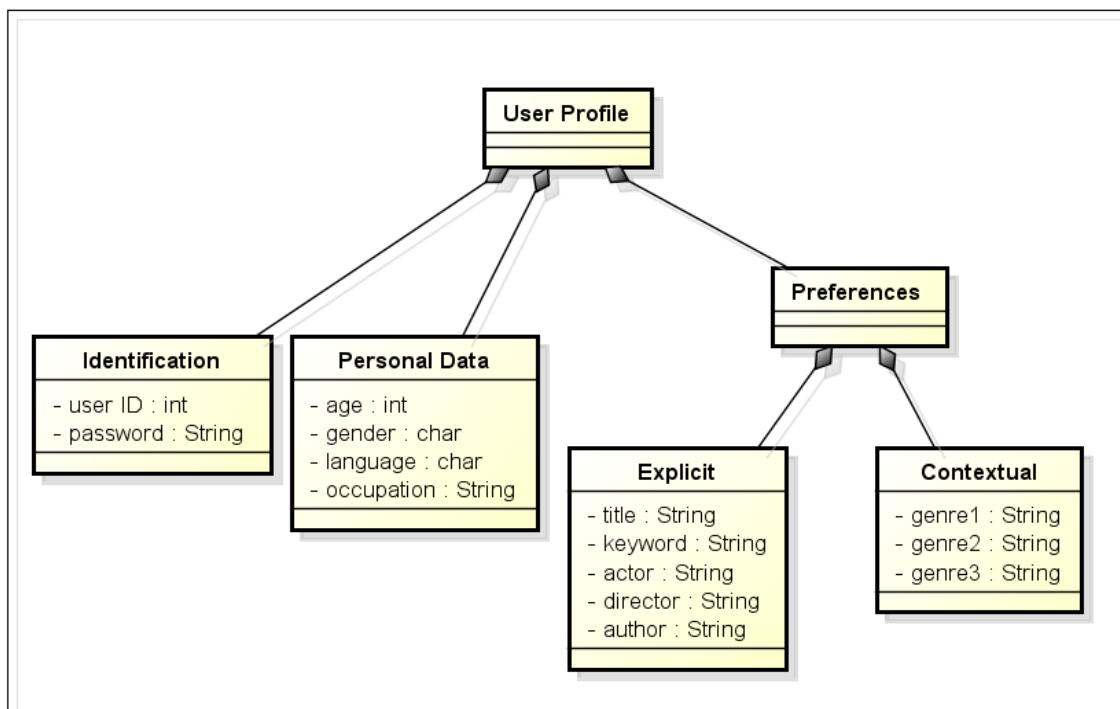 User Profile
Preferences
Identification
- user ID : int
- password : String
Personal Data
- age : int
- gender : char
- language : char
- occupation : String
Explicit
- title : String
- keyword : String
- actor : String
- director : String
- author : String
Contextual
- genre1 : String
- genre2 : String
- genre3 : String